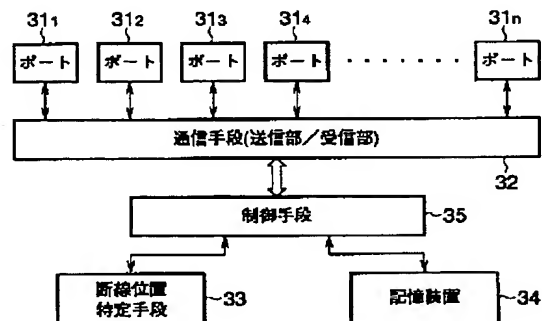 31₁ 31₂ 31₃ 31₄ 31n
ポート ポート ポート ポート ・・・・・・・ ポート
通信手段(送信部／受信部)
32
制御手段 35
断線位置
特定手段 33
記憶装置 34